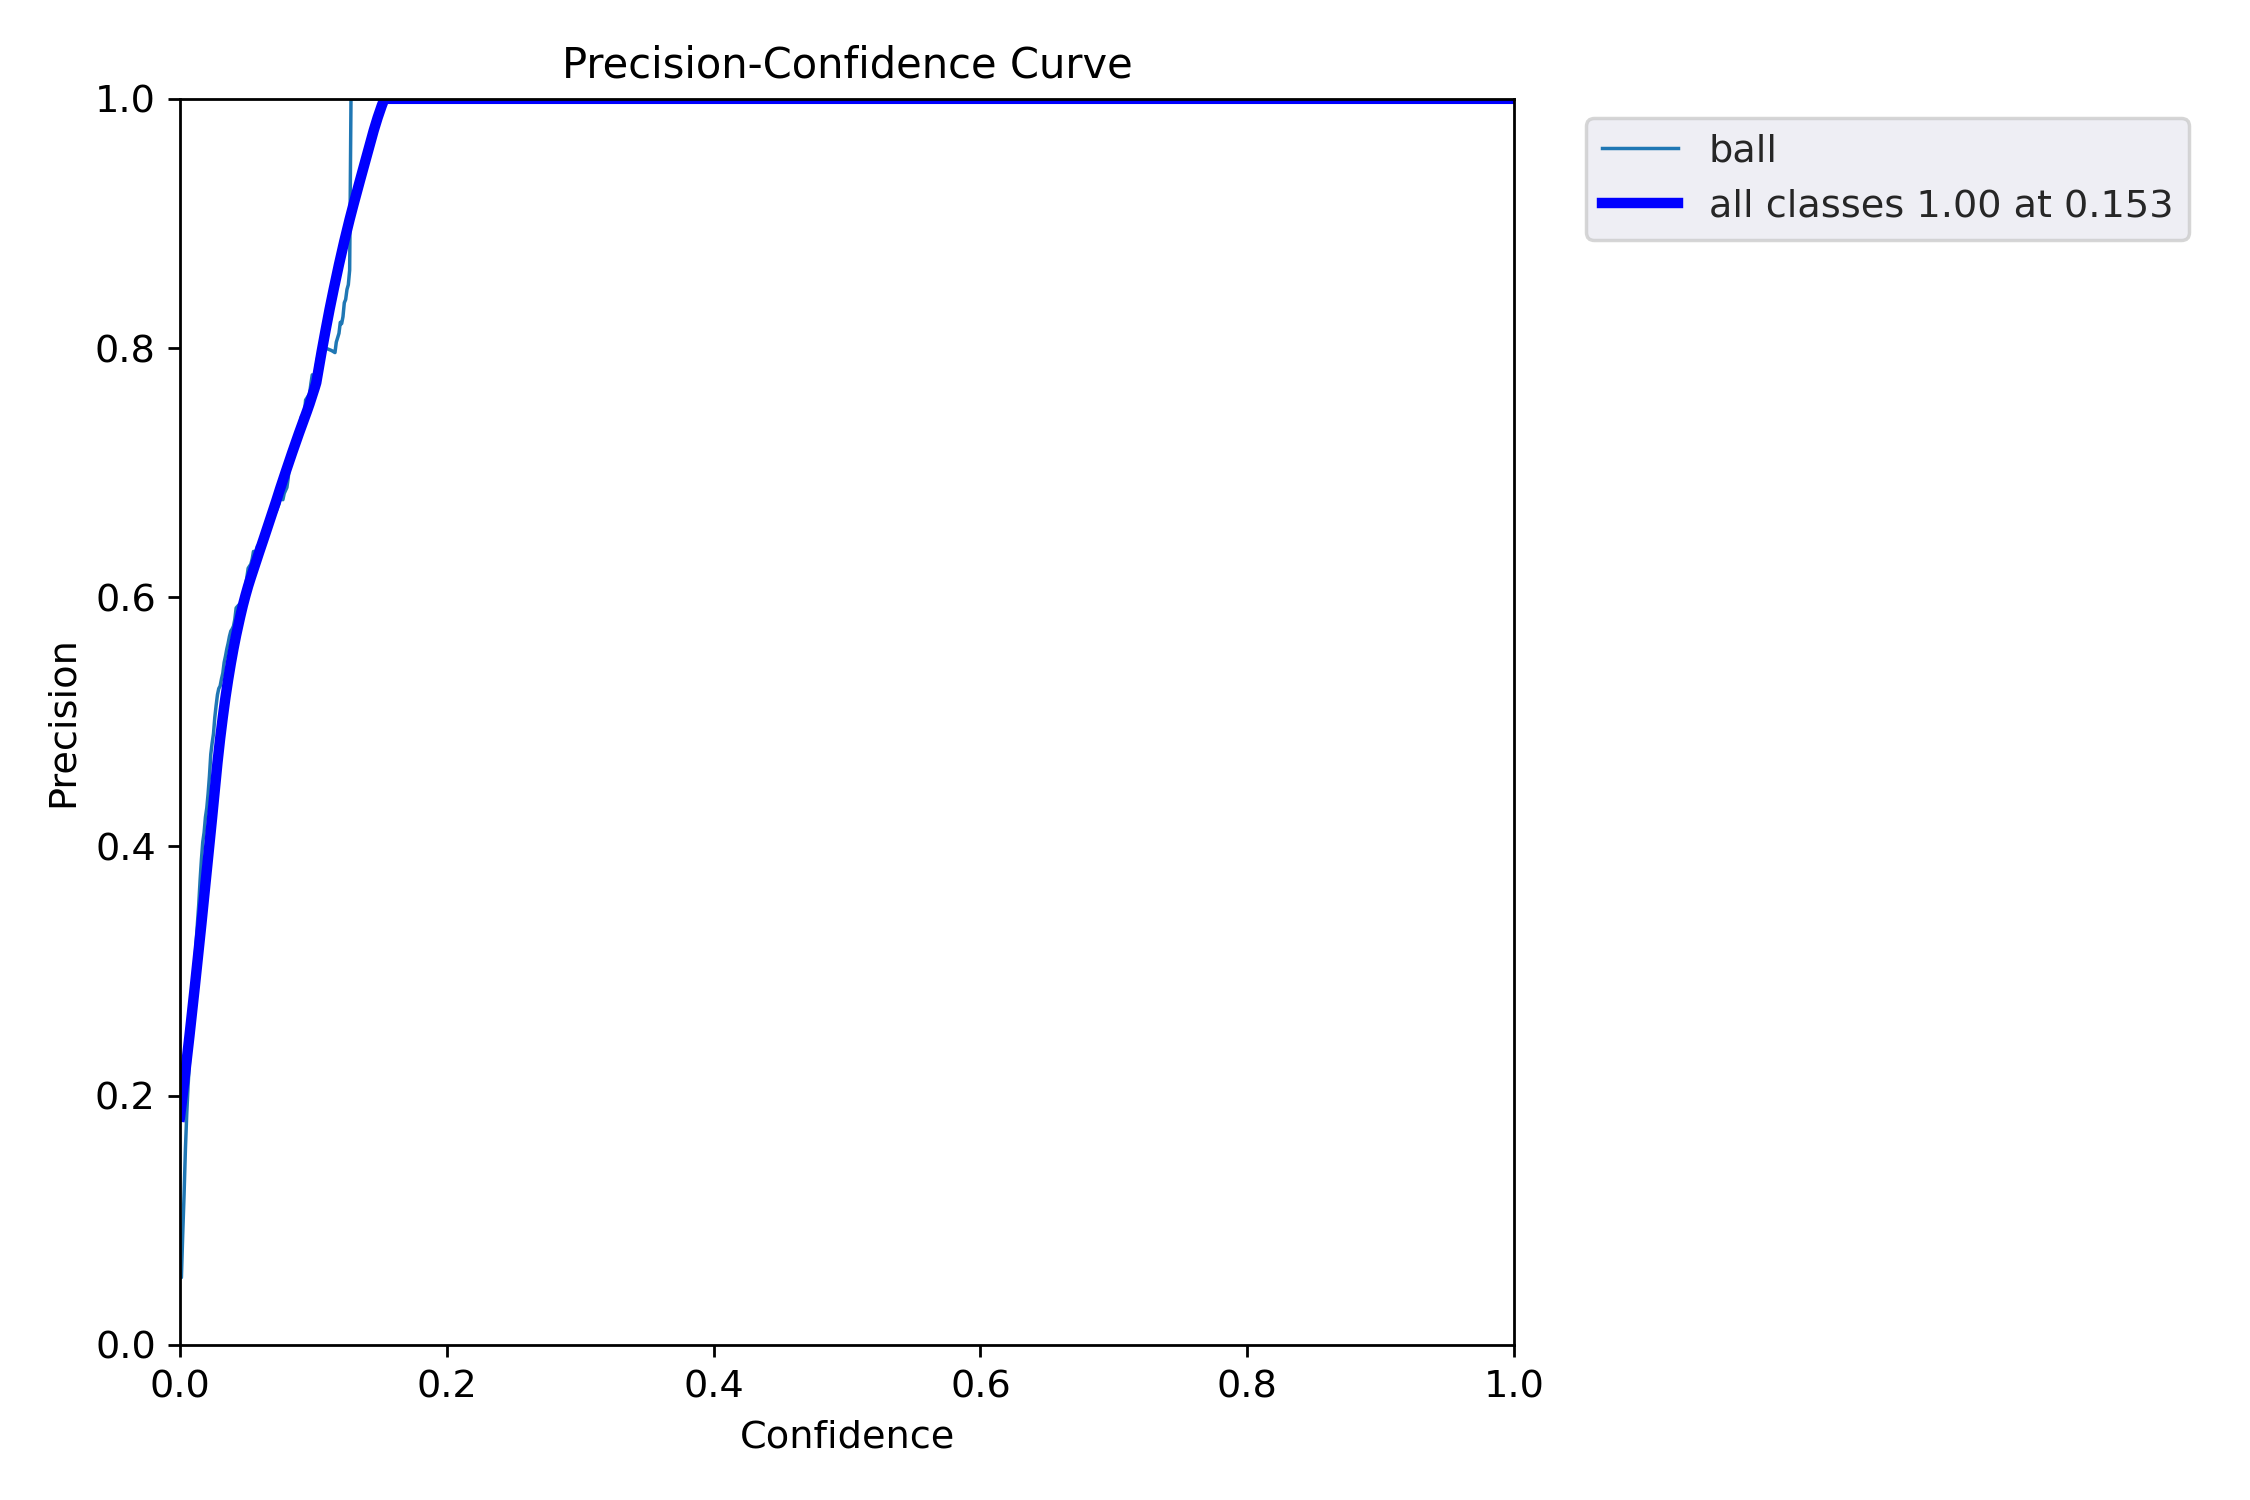 Precision-Confidence Curve
1.0
0.8
0.6
0.4
0.2
0.0
Precision
0.0 0.2 0.4 0.6 0.8 1.0
Confidence
ball
all classes 1.00 at 0.153